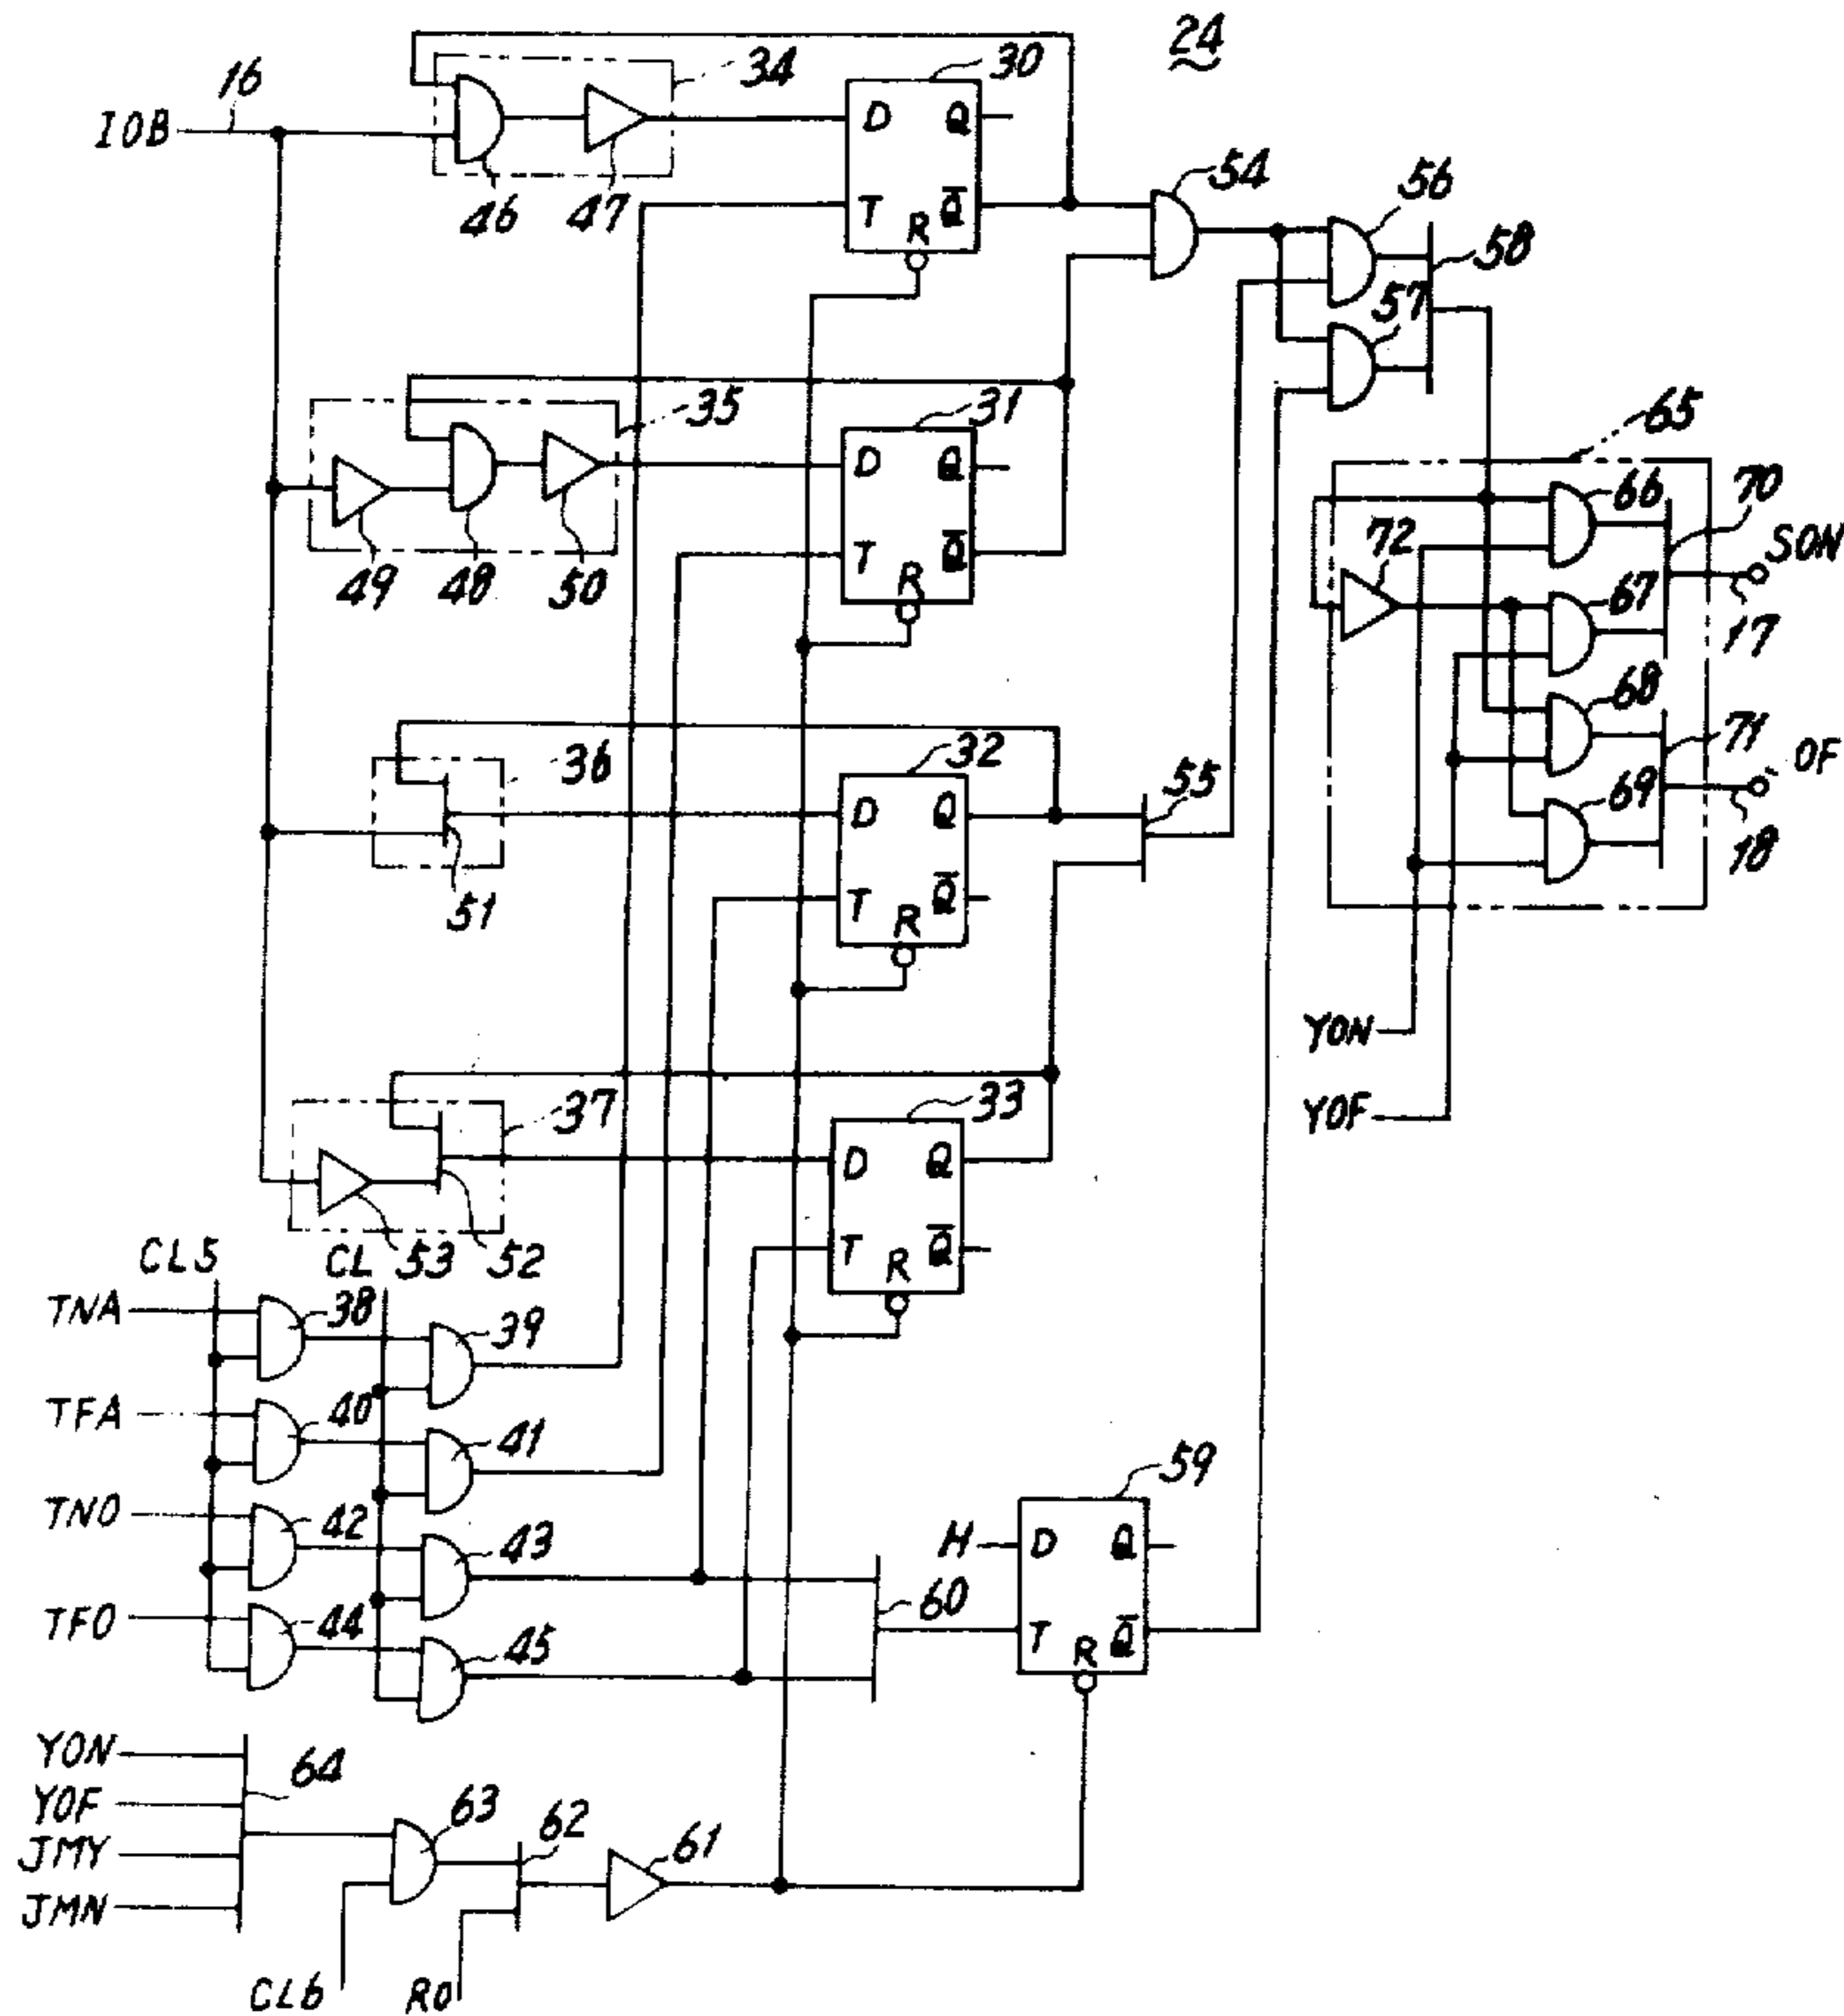 24
16
IOB
34
30
46
47
D Q
T Q̅
R
54
56
58
57
35
31
49
48
50
D Q
T Q̅
R
65
66
70
72
SON
67
17
68
71
OF
69
18
36
32
51
D Q
T Q̅
R
55
YON
YOF
37
33
53
52
D Q
T Q̅
R
CL5
CL
TNA
38
39
TFA
40
41
TNO
42
43
TFO
44
45
60
59
H
D Q
T Q̅
R
YON
YOF
JMY
JMN
64
63
62
61
CL6
RO